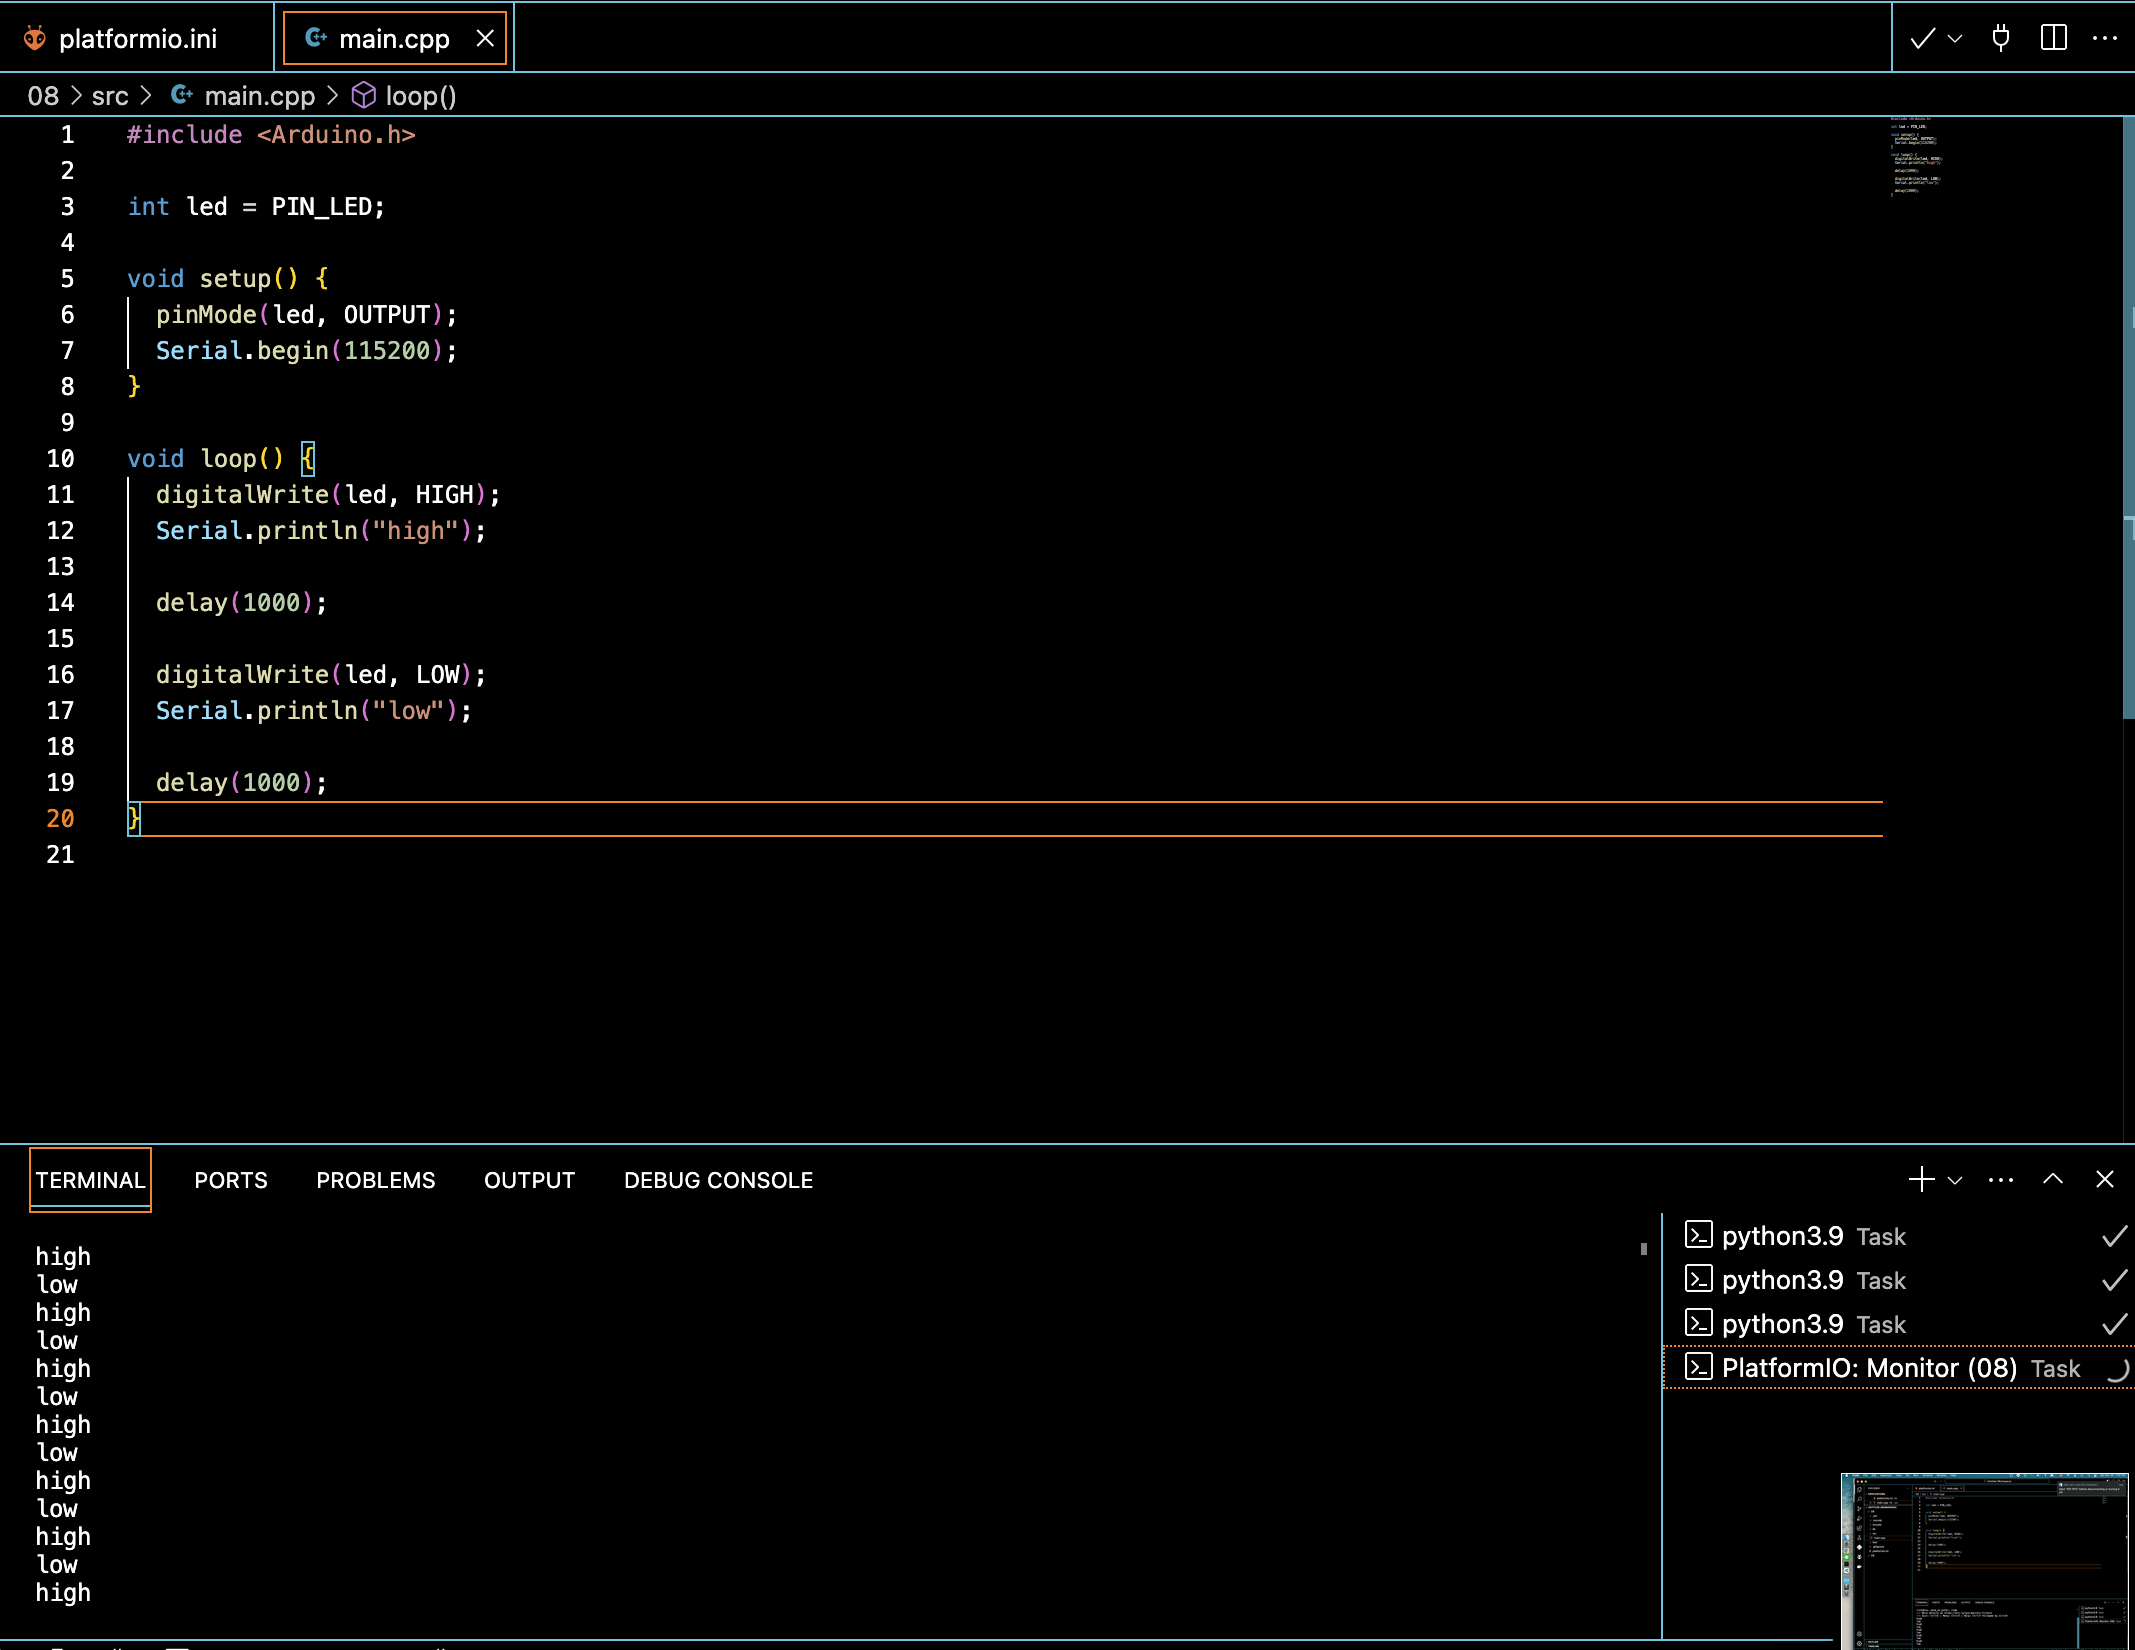 platformio.ini
main.cpp
08 > src > main.cpp > loop()
1 #include <Arduino.h>
2
3 int led = PIN_LED;
4
5 void setup() {
6 pinMode(led, OUTPUT);
7 Serial.begin(115200);
8 }
9
10 void loop() {
11 digitalWrite(led, HIGH);
12 Serial.println("high");
13
14 delay(1000);
15
16 digitalWrite(led, LOW);
17 Serial.println("low");
18
19 delay(1000);
20 }
21
TERMINAL PORTS PROBLEMS OUTPUT DEBUG CONSOLE
high
low
high
low
high
low
high
low
high
low
high
low
high
python3.9 Task
python3.9 Task
python3.9 Task
PlatformIO: Monitor (08) Task